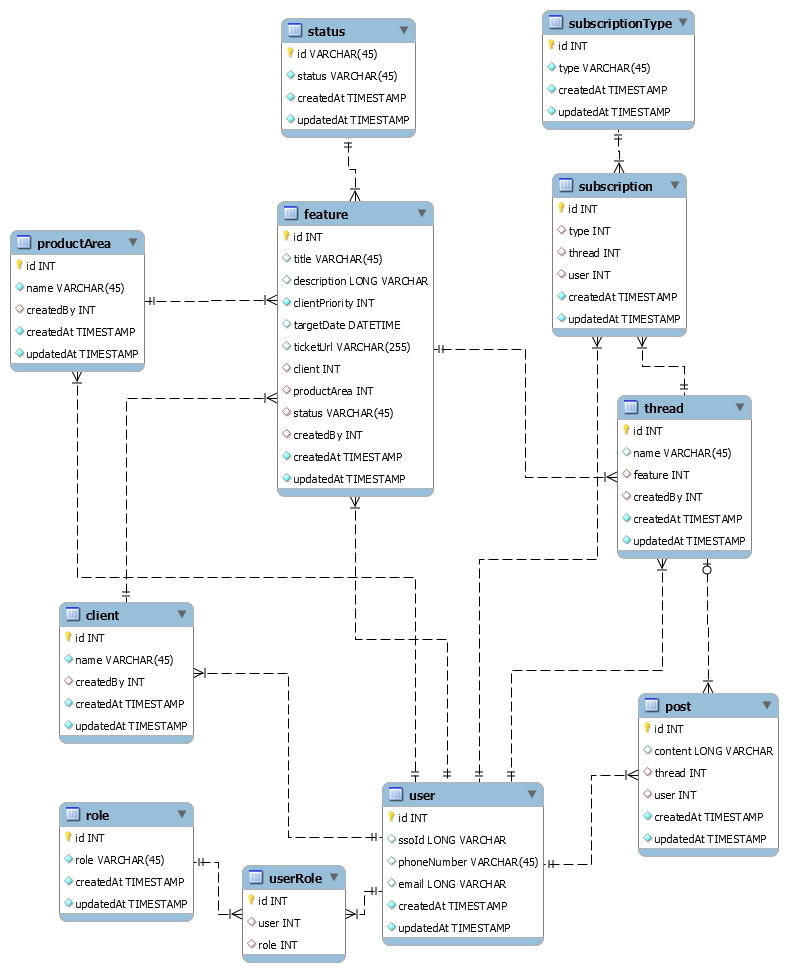 status
id VARCHAR(45)
status VARCHAR(45)
createdAt TIMESTAMP
updatedAt TIMESTAMP
subscriptionType
id INT
type VARCHAR(45)
createdAt TIMESTAMP
updatedAt TIMESTAMP
subscription
id INT
type INT
thread INT
user INT
createdAt TIMESTAMP
updatedAt TIMESTAMP
feature
id INT
title VARCHAR(45)
description LONG VARCHAR
clientPriority INT
targetDate DATETIME
ticketUrl VARCHAR(255)
client INT
productArea INT
status VARCHAR(45)
createdBy INT
createdAt TIMESTAMP
updatedAt TIMESTAMP
productArea
id INT
name VARCHAR(45)
createdBy INT
createdAt TIMESTAMP
updatedAt TIMESTAMP
thread
id INT
name VARCHAR(45)
feature INT
createdBy INT
createdAt TIMESTAMP
updatedAt TIMESTAMP
client
id INT
name VARCHAR(45)
createdBy INT
createdAt TIMESTAMP
updatedAt TIMESTAMP
post
id INT
content LONG VARCHAR
thread INT
user INT
createdAt TIMESTAMP
updatedAt TIMESTAMP
user
id INT
ssoId LONG VARCHAR
phoneNumber VARCHAR(45)
email LONG VARCHAR
createdAt TIMESTAMP
updatedAt TIMESTAMP
role
id INT
role VARCHAR(45)
createdAt TIMESTAMP
updatedAt TIMESTAMP
userRole
id INT
user INT
role INT